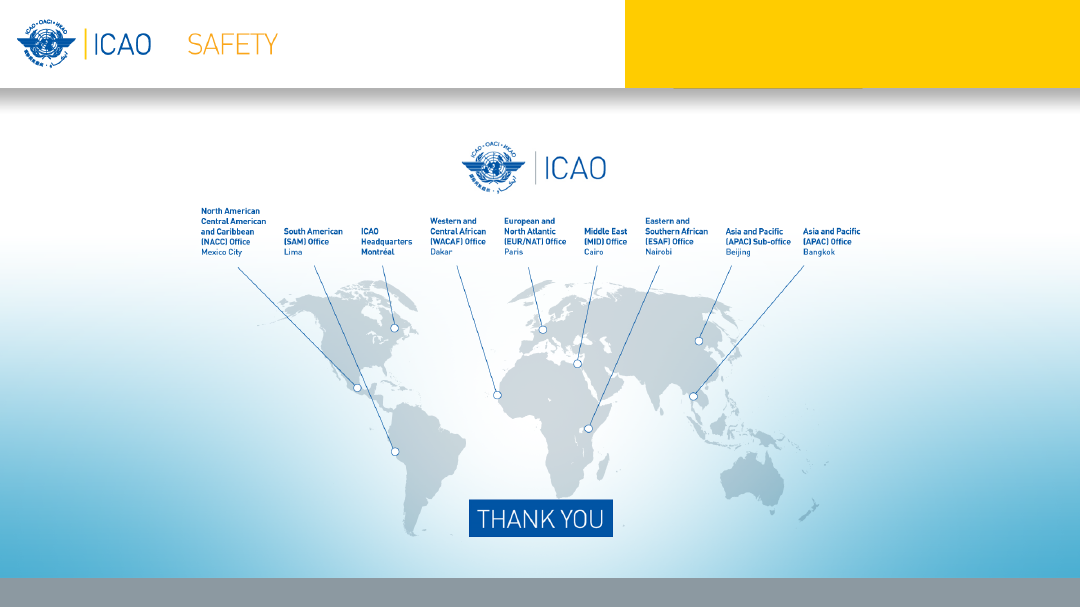 ICAO · OACI · ИКАО
ICAO SAFETY
ICAO · OACI · ИКАО
ICAO
North American
Central American
and Caribbean
(NACC) Office
Mexico City
South American
(SAM) Office
Lima
ICAO
Headquarters
Montréal
Western and
Central African
(WACAF) Office
Dakar
European and
North Atlantic
(EUR/NAT) Office
Paris
Middle East
(MID) Office
Cairo
Eastern and
Southern African
(ESAF) Office
Nairobi
Asia and Pacific
(APAC) Sub-office
Beijing
Asia and Pacific
(APAC) Office
Bangkok
THANK YOU